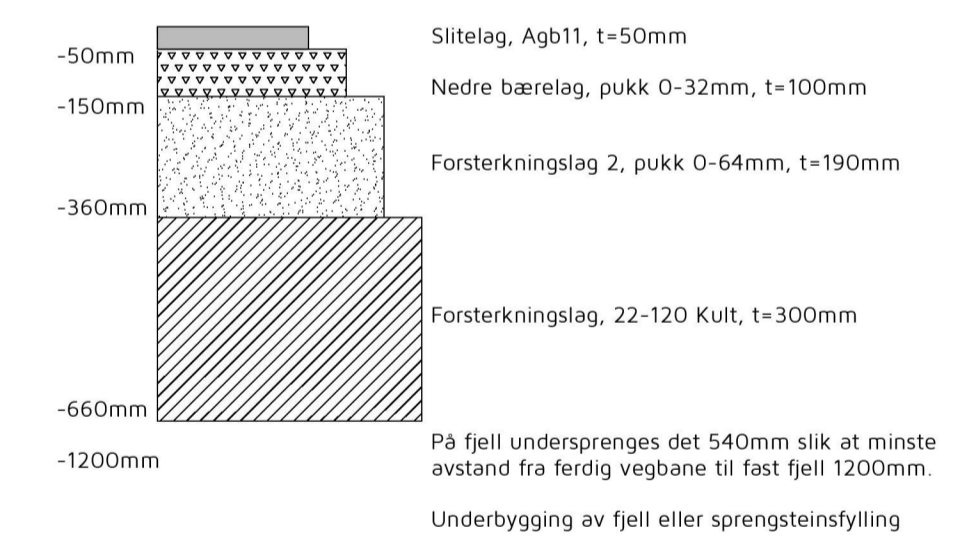 Slitelag, Agb11, t=50mm
-50mm
Nedre bærelag, pukk 0-32mm, t=100mm
-150mm
Forsterkningslag 2, pukk 0-64mm, t=190mm
-360mm
Forsterkningslag, 22-120 Kult, t=300mm
-660mm
På fjell undersprenges det 540mm slik at minste
avstand fra ferdig vegbane til fast fjell 1200mm.
-1200mm
Underbygging av fjell eller sprengsteinsfylling